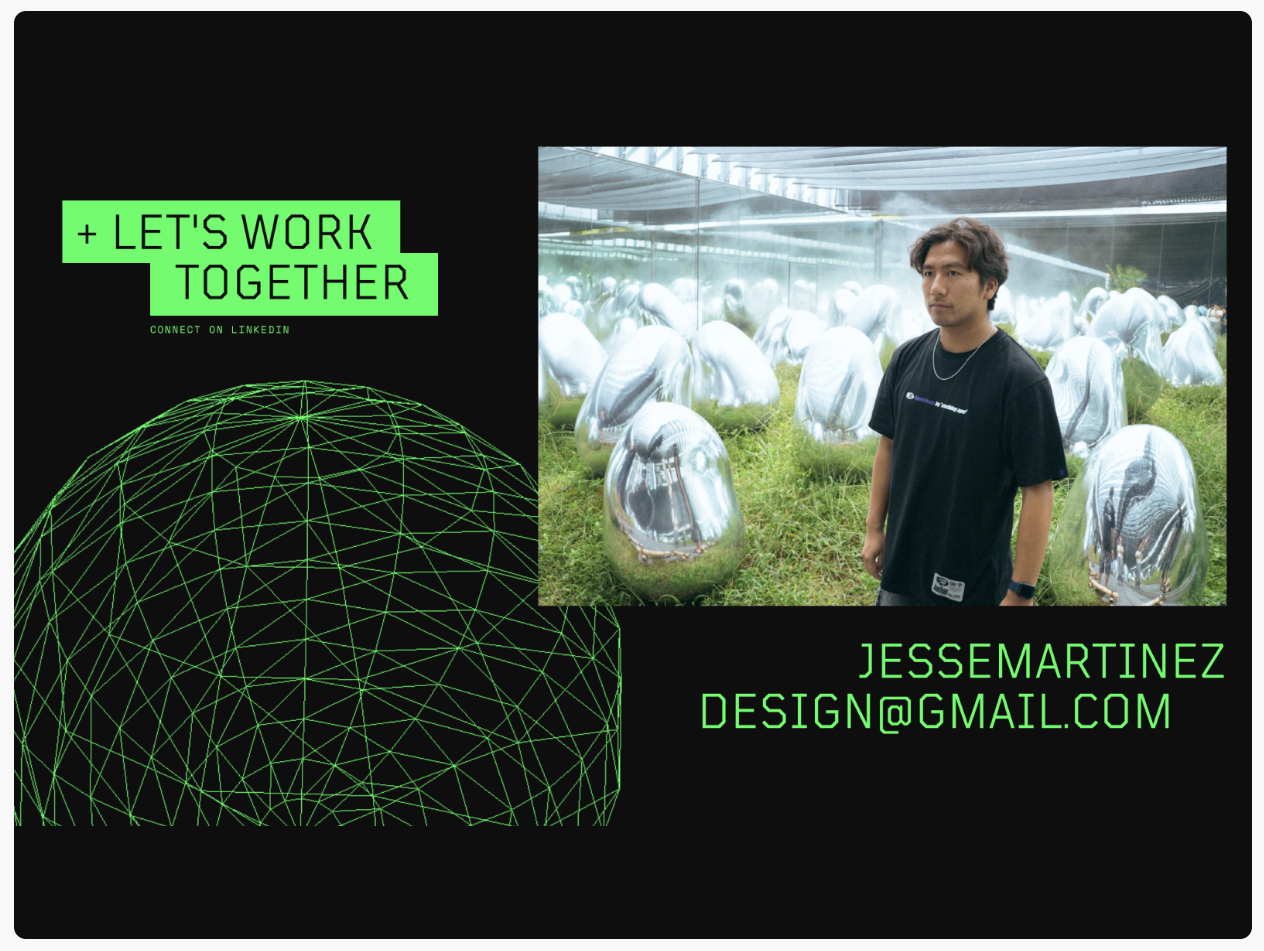 + LET'S WORK
TOGETHER
CONNECT ON LINKEDIN
JESSEMARTINEZ
DESIGN@GMAIL.COM